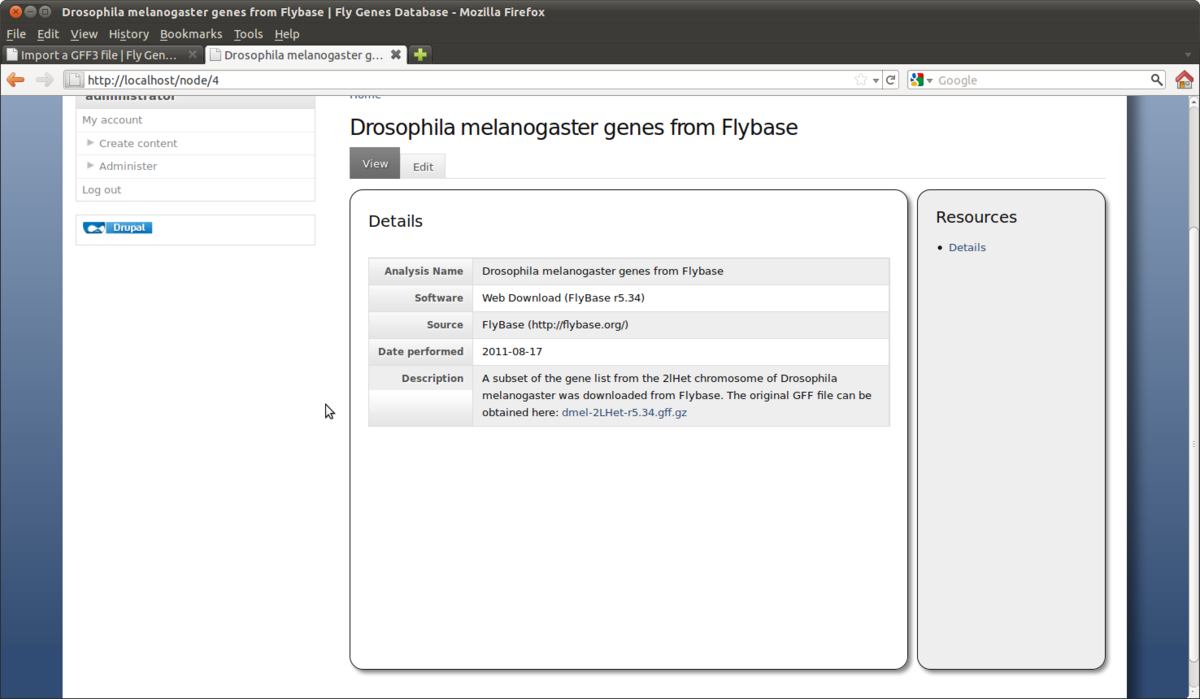 Drosophila melanogaster genes from Flybase | Fly Genes Database - Mozilla Firefox
File Edit View History Bookmarks Tools Help
Import a GFF3 file | Fly Gen...
Drosophila melanogaster g...
http://localhost/node/4
Google
administrator
My account
Create content
Administer
Log out
Drupal
Home
Drosophila melanogaster genes from Flybase
View
Edit
Details
Analysis Name Drosophila melanogaster genes from Flybase
Software Web Download (FlyBase r5.34)
Source FlyBase (http://flybase.org/)
Date performed 2011-08-17
Description A subset of the gene list from the 2lHet chromosome of Drosophila
melanogaster was downloaded from Flybase. The original GFF file can be
obtained here: dmel-2LHet-r5.34.gff.gz
Resources
Details